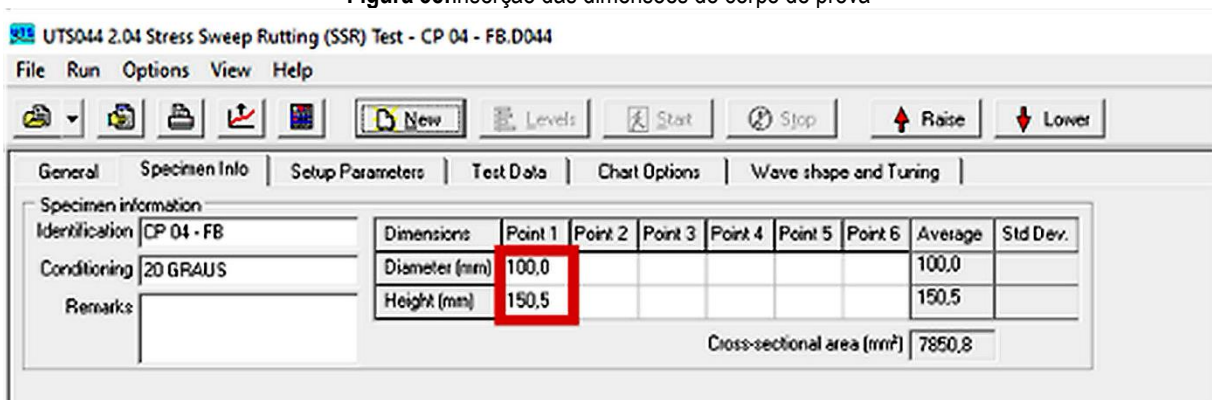 UTS044 2.04 Stress Sweep Rutting (SSR) Test - CP 04 - FB.D044
File Run Options View Help
New Levels Start Stop Raise Lower
General Specimen Info Setup Parameters Test Data Chart Options Wave shape and Tuning
Specimen information
Identification CP 04 - FB
Conditioning 20 GRAUS
Remarks
Dimensions Point 1 Point 2 Point 3 Point 4 Point 5 Point 6 Average Std Dev.
Diameter (mm) 100,0 100,0
Height (mm) 150,5 150,5
Cross-sectional area (mm²) 7850,8